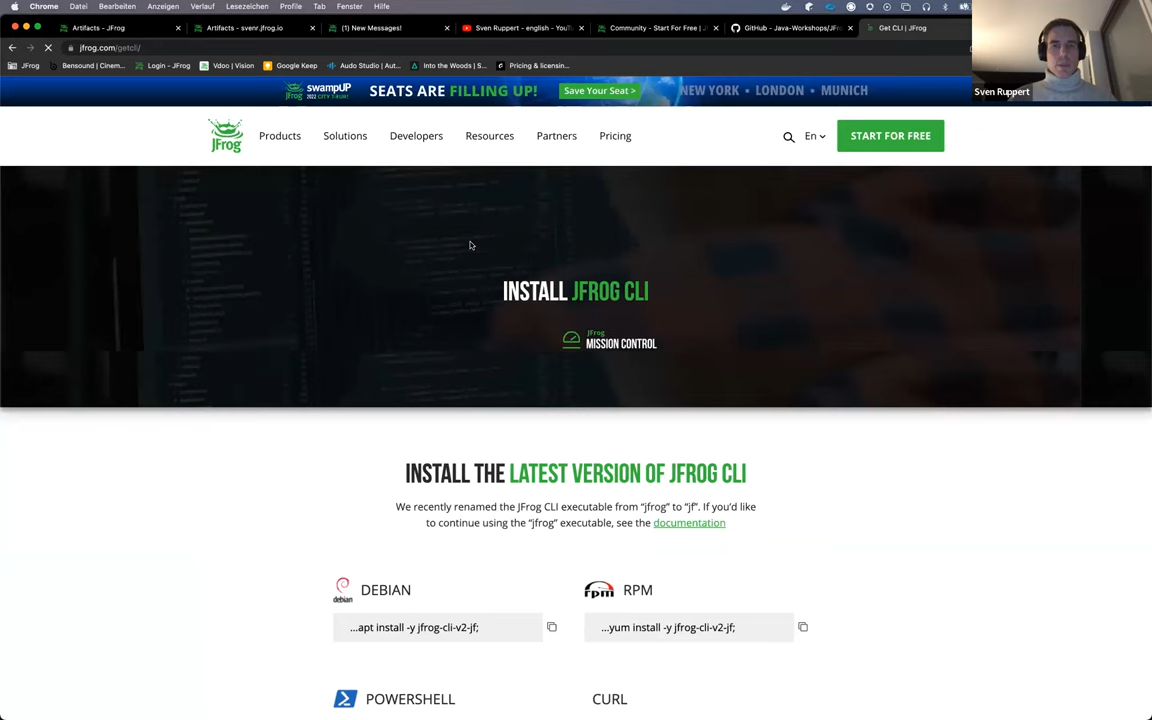 Chrome Datei Bearbeiten Anzeigen Verlauf Lesezeichen Profile Tab Fenster Hilfe
Artifacts - JFrog
Artifacts - svenr.jfrog.io
(1) New Messages!
Sven Ruppert - english - YouT
Community - Start For Free | J
GitHub - Java-Workshops/JFr
Get CLI | JFrog
jfrog.com/getcli/
JFrog
Bensound | Cinem...
Login - JFrog
Vdoo | Vision
Google Keep
Audo Studio | Aut...
Into the Woods | S...
Pricing & licensin...
Sven Ruppert
JFrog swampUP
2022 CITY TOUR!
SEATS ARE FILLING UP!
Save Your Seat >
NEW YORK • LONDON • MUNICH
JFrog
Products
Solutions
Developers
Resources
Partners
Pricing
En
START FOR FREE
INSTALL JFROG CLI
JFrog
MISSION CONTROL
INSTALL THE LATEST VERSION OF JFROG CLI
We recently renamed the JFrog CLI executable from “jfrog” to “jf”. If you’d like
to continue using the “jfrog” executable, see the documentation
debian
DEBIAN
rpm
RPM
...apt install -y jfrog-cli-v2-jf;
...yum install -y jfrog-cli-v2-jf;
POWERSHELL
CURL